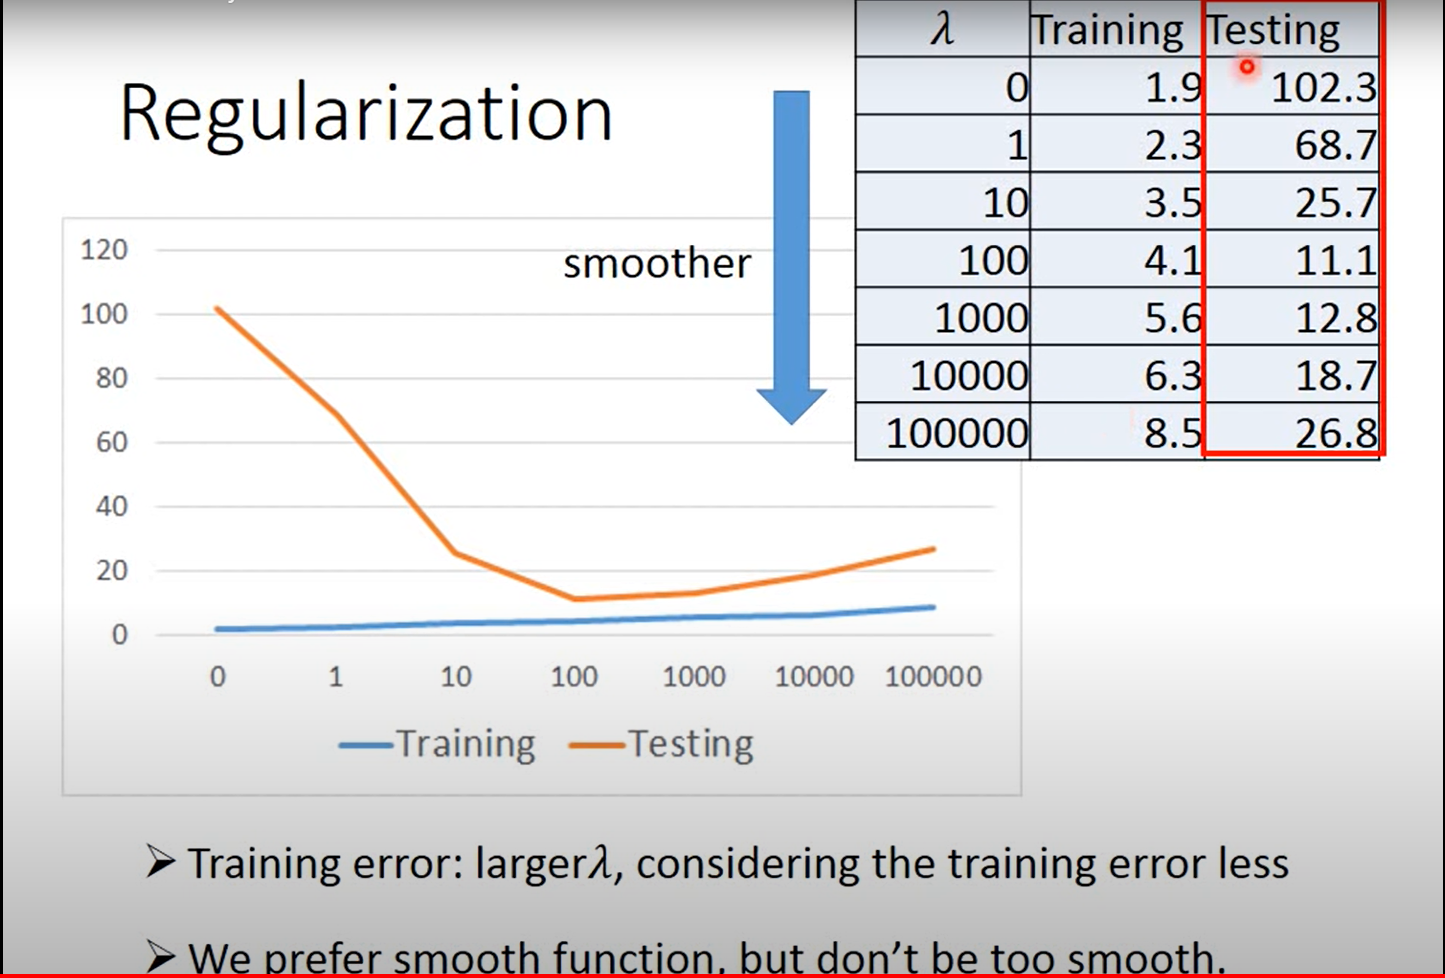 Regularization
λ Training Testing
0 1.9 102.3
1 2.3 68.7
10 3.5 25.7
100 4.1 11.1
1000 5.6 12.8
10000 6.3 18.7
100000 8.5 26.8
smoother
120
100
80
60
40
20
0
0 1 10 100 1000 10000 100000
Training Testing
➢ Training error: largerλ, considering the training error less
➢ We prefer smooth function, but don't be too smooth.